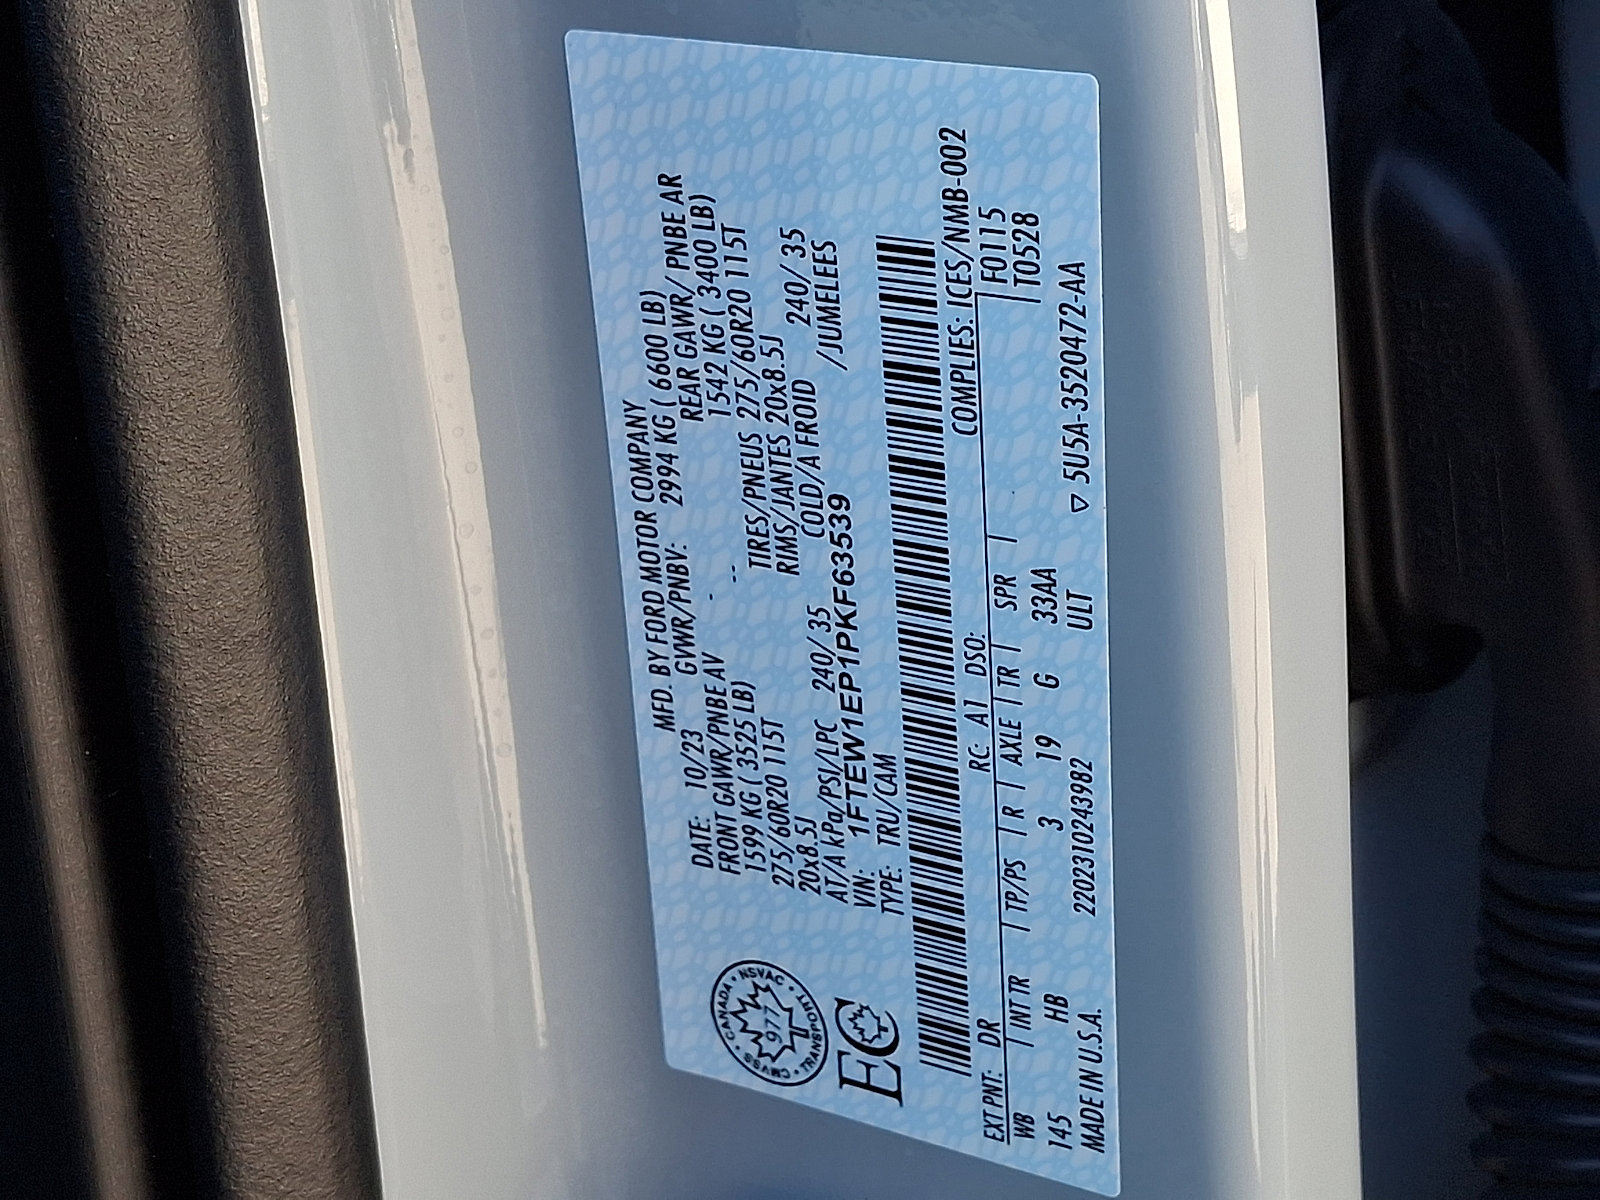 MFD. BY FORD MOTOR COMPANY
DATE: 10/23 GVWR/PNBV: 2994 KG ( 6600 LB)
FRONT GAWR/PNBE AV REAR GAWR/ PNBE AR
1599 KG ( 3525 LB) - -- 1542 KG ( 3400 LB)
275/60R20 115T TIRES/PNEUS 275/60R20 115T
20x8.5J RIMS/JANTES 20x8.5J
AT/A kPa/PSI/LPC 240/ 35 COLD/A FROID 240/ 35
VIN: 1FTEW1EP1PKF63539 /JUMELEES
TYPE: TRU/CAM
COMPLIES: ICES/NMB-002
EXT PNT: DR RC: A1 DSO: F0115
WB | INT TR | TP/PS | R | AXLE | TR | SPR | T0528
145 HB 3 19 G 33AA
MADE IN U.S.A. 2202310243982 ULT ▽ 5U5A-3520472-AA
CMVSS • CANADA • NSVAC • TRANSPORT •
977
EC